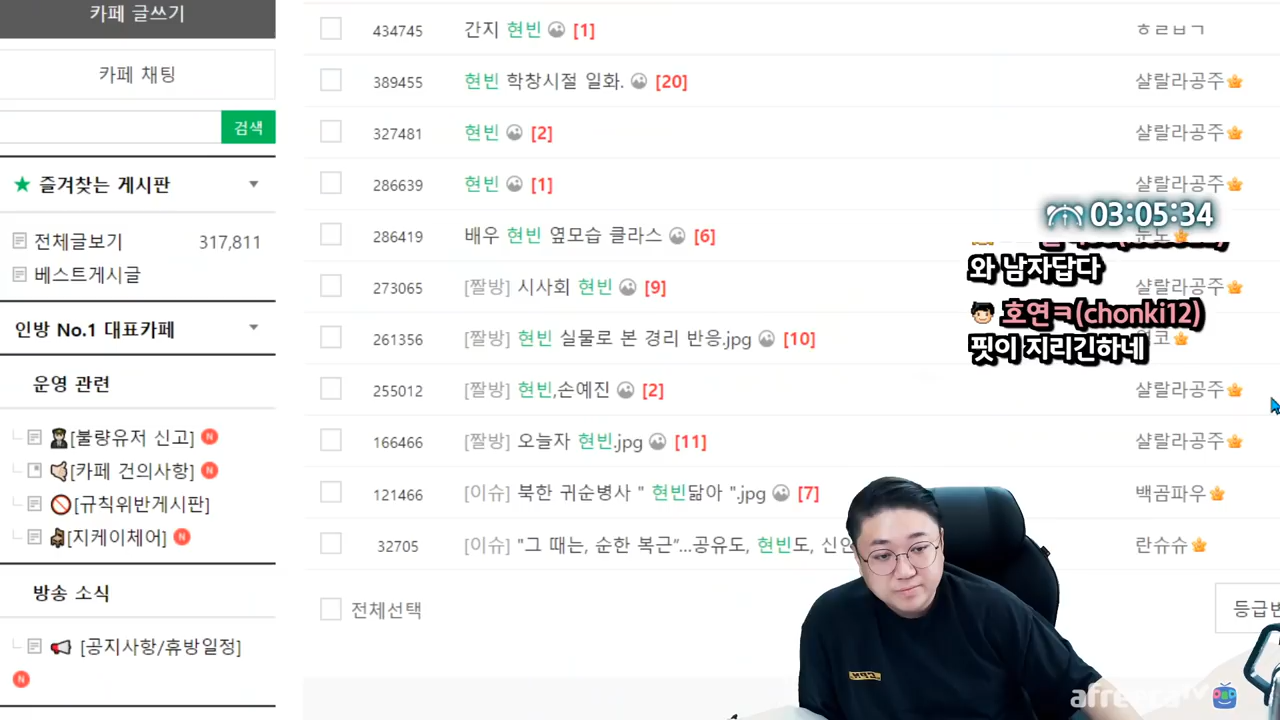 카페 글쓰기
카페 채팅
검색
★ 즐겨찾는 게시판
전체글보기 317,811
베스트게시글
인방 No.1 대표카페
운영 관련
[불량유저 신고] N
[카페 건의사항] N
[규칙위반게시판]
[지케이체어] N
방송 소식
[공지사항/휴방일정]
N
434745 간지 현빈 [1] ㅎㄹㅂㄱ
389455 현빈 학창시절 일화. [20] 샬랄라공주
327481 현빈 [2] 샬랄라공주
286639 현빈 [1] 샬랄라공주
286419 배우 현빈 옆모습 클라스 [6]
273065 [짤방] 시사회 현빈 [9] 샬랄라공주
261356 [짤방] 현빈 실물로 본 경리 반응.jpg [10]
255012 [짤방] 현빈,손예진 [2] 샬랄라공주
166466 [짤방] 오늘자 현빈.jpg [11] 샬랄라공주
121466 [이슈] 북한 귀순병사 " 현빈닮아 ".jpg [7] 백곰파우
32705 [이슈] "그 때는, 순한 복근"...공유도, 현빈도, 신인 란슈슈
전체선택
03:05:34
와 남자답다
호연ㅋ(chonki12)
핏이 지리긴하네
afreecaTV